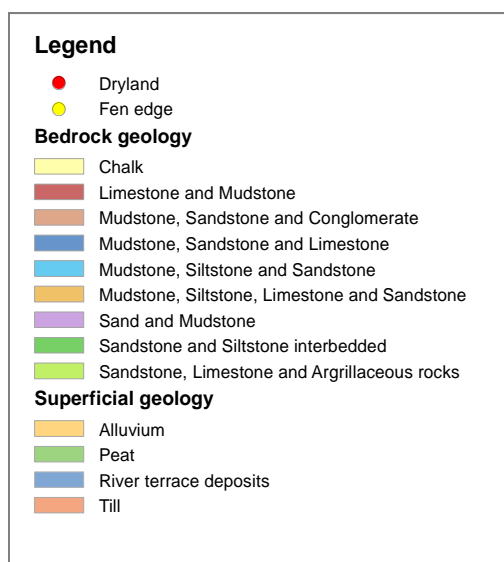 Legend
Dryland
Fen edge
Bedrock geology
Chalk
Limestone and Mudstone
Mudstone, Sandstone and Conglomerate
Mudstone, Sandstone and Limestone
Mudstone, Siltstone and Sandstone
Mudstone, Siltstone, Limestone and Sandstone
Sand and Mudstone
Sandstone and Siltstone interbedded
Sandstone, Limestone and Argrillaceous rocks
Superficial geology
Alluvium
Peat
River terrace deposits
Till